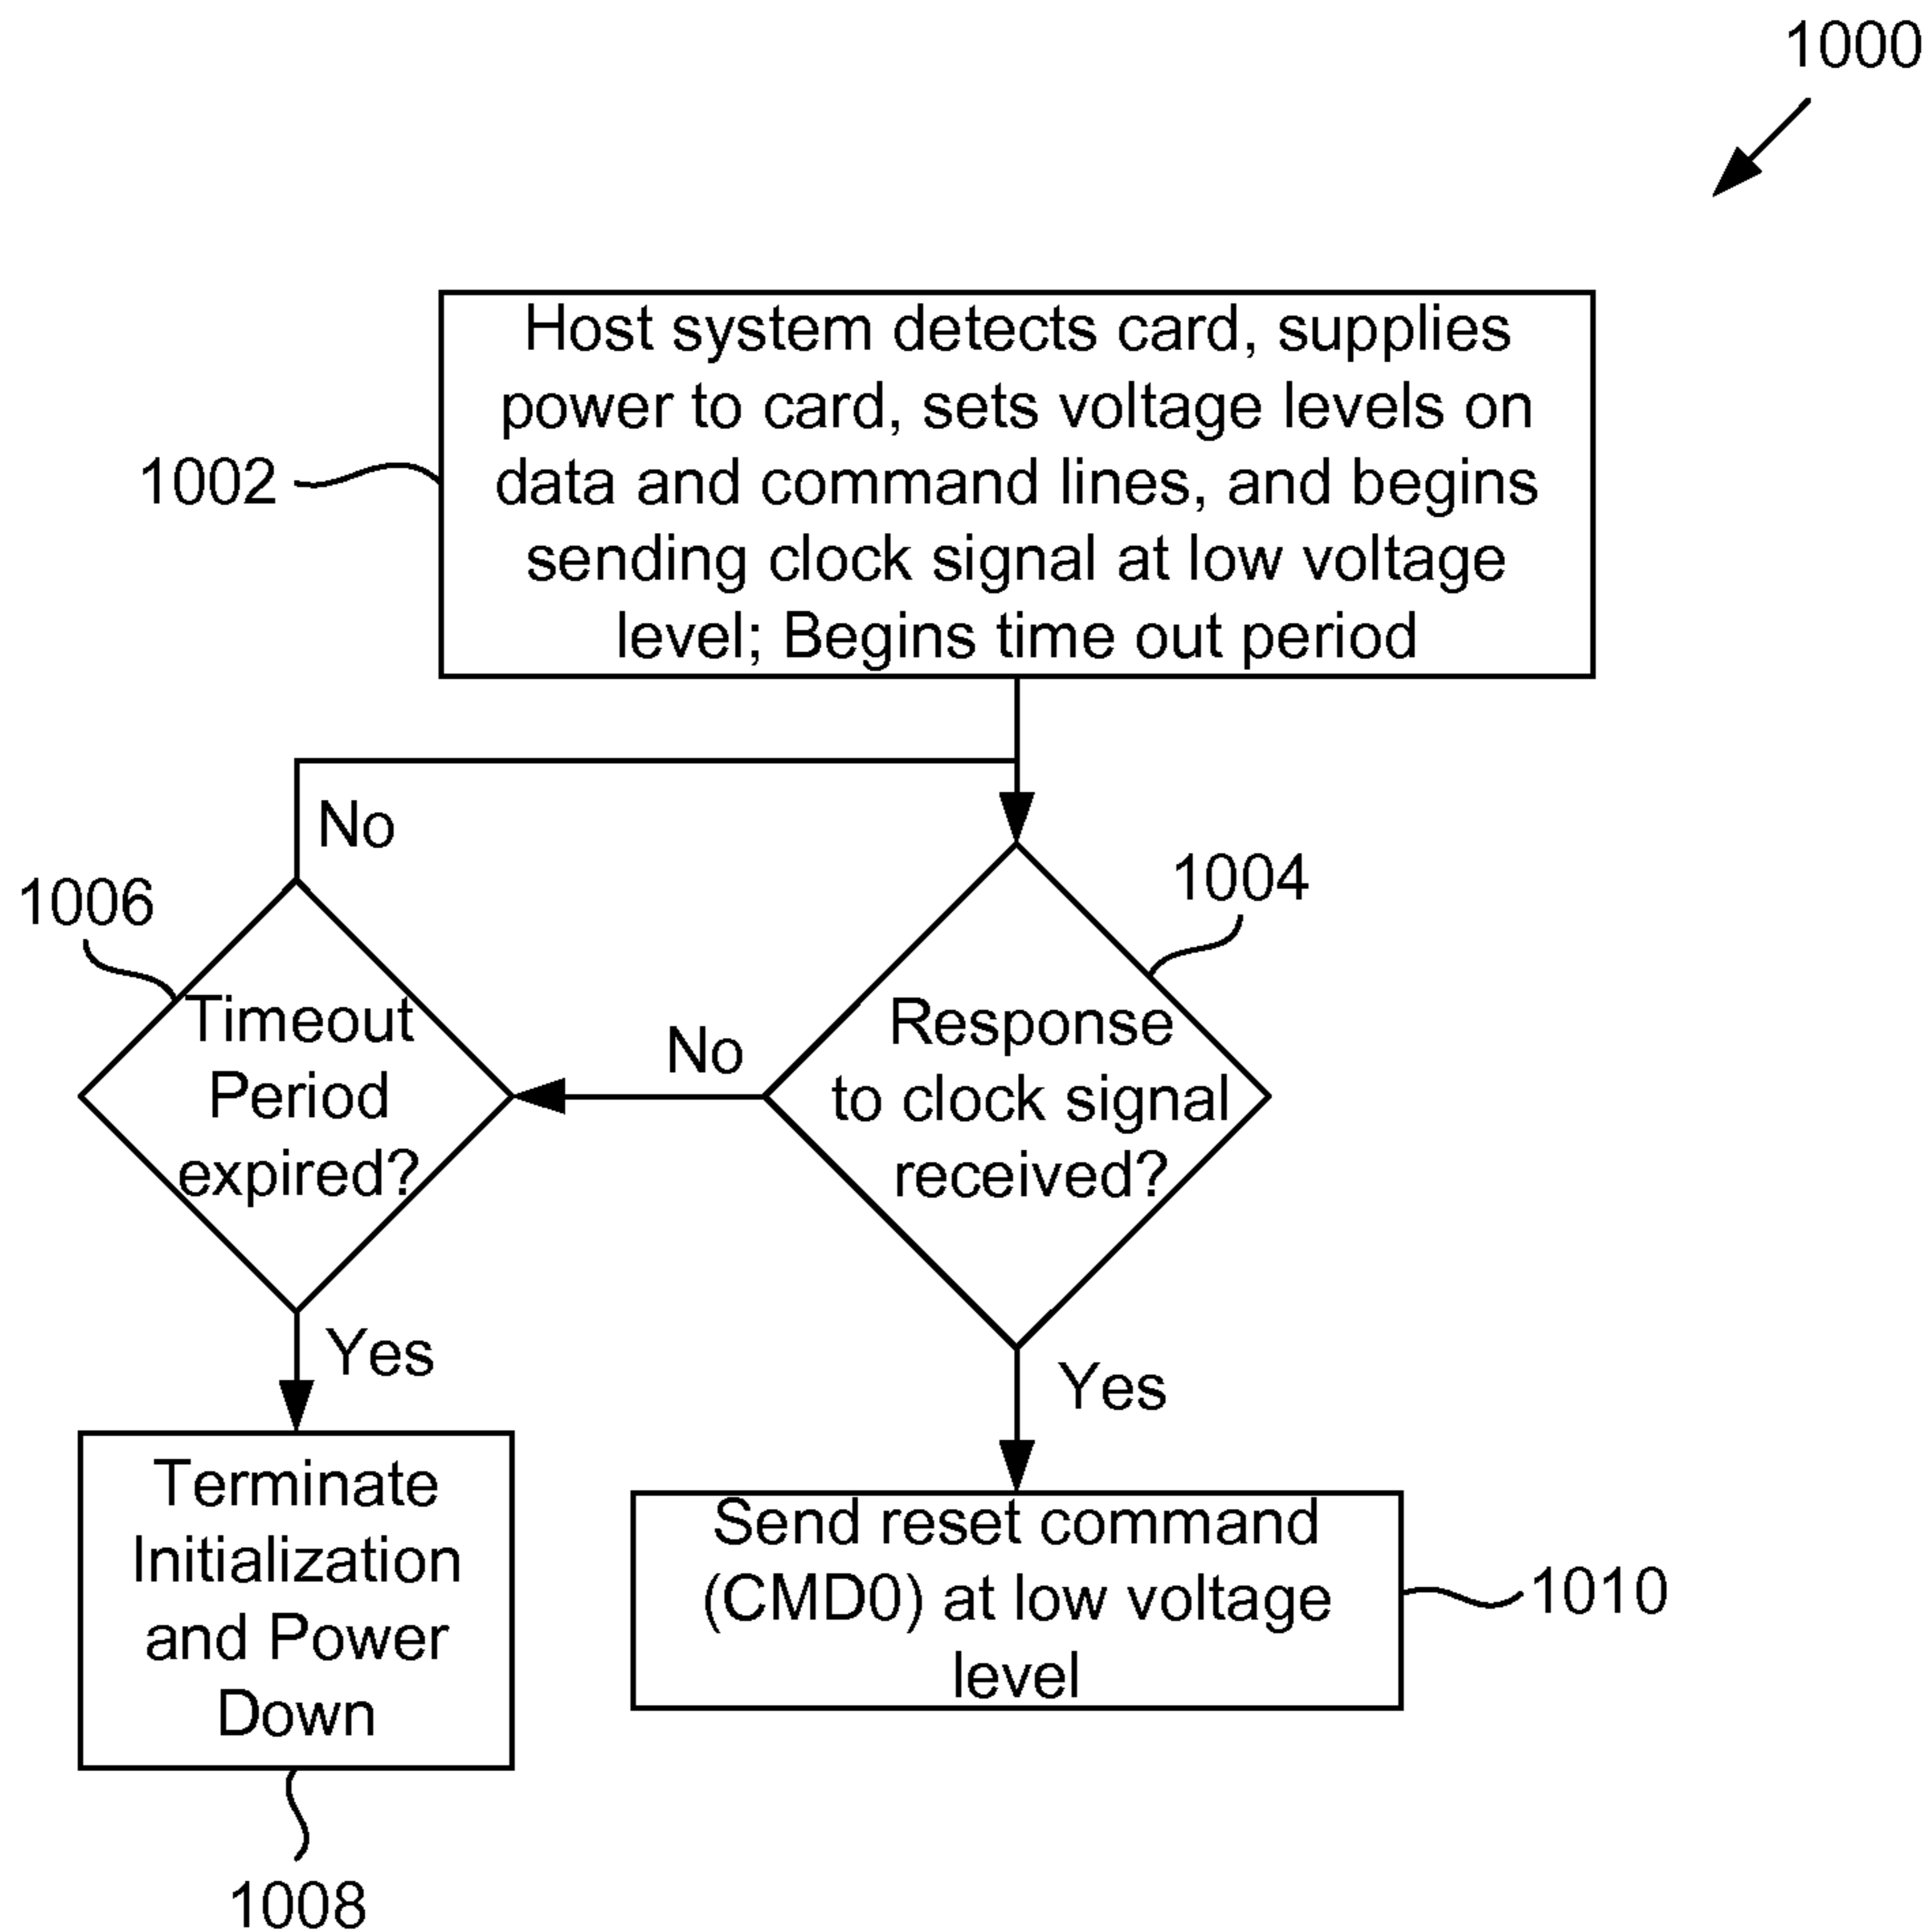 1000
Host system detects card, supplies
power to card, sets voltage levels on
data and command lines, and begins
sending clock signal at low voltage
level; Begins time out period
1002
No
1006
1004
Timeout
Period
expired?
No
Response
to clock signal
received?
Yes
Yes
Terminate
Initialization
and Power
Down
Send reset command
(CMD0) at low voltage
level
1010
1008